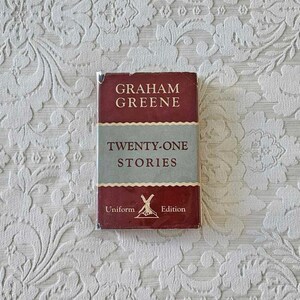 GRAHAM
GREENE
TWENTY-ONE
STORIES
Uniform Edition